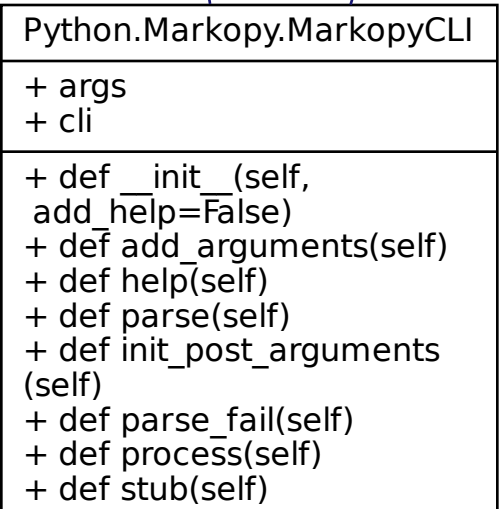 Python.Markopy.MarkopyCLI
+ args
+ cli
+ def __init__(self,
add_help=False)
+ def add_arguments(self)
+ def help(self)
+ def parse(self)
+ def init_post_arguments
(self)
+ def parse_fail(self)
+ def process(self)
+ def stub(self)